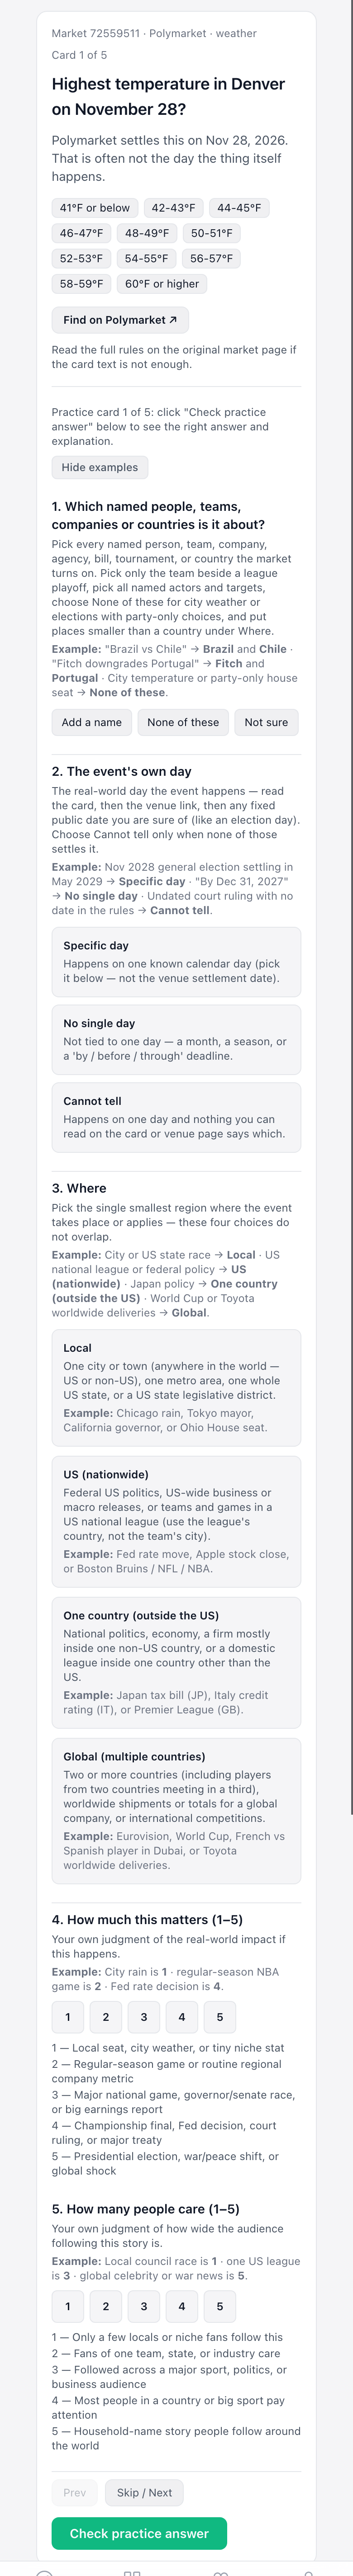 Market 72559511 · Polymarket · weather
Card 1 of 5
Highest temperature in Denver
on November 28?
Polymarket settles this on Nov 28, 2026.
That is often not the day the thing itself
happens.
41°F or below 42-43°F 44-45°F
46-47°F 48-49°F 50-51°F
52-53°F 54-55°F 56-57°F
58-59°F 60°F or higher
Find on Polymarket ↗
Read the full rules on the original market page if
the card text is not enough.
Practice card 1 of 5: click "Check practice
answer" below to see the right answer and
explanation.
Hide examples
1. Which named people, teams,
companies or countries is it about?
Pick every named person, team, company,
agency, bill, tournament, or country the market
turns on. Pick only the team beside a league
playoff, pick all named actors and targets,
choose None of these for city weather or
elections with party-only choices, and put
places smaller than a country under Where.
Example: "Brazil vs Chile" → Brazil and Chile ·
"Fitch downgrades Portugal" → Fitch and
Portugal · City temperature or party-only house
seat → None of these.
Add a name None of these Not sure
2. The event's own day
The real-world day the event happens — read
the card, then the venue link, then any fixed
public date you are sure of (like an election day).
Choose Cannot tell only when none of those
settles it.
Example: Nov 2028 general election settling in
May 2029 → Specific day · "By Dec 31, 2027"
→ No single day · Undated court ruling with no
date in the rules → Cannot tell.
Specific day
Happens on one known calendar day (pick
it below — not the venue settlement date).
No single day
Not tied to one day — a month, a season, or
a 'by / before / through' deadline.
Cannot tell
Happens on one day and nothing you can
read on the card or venue page says which.
3. Where
Pick the single smallest region where the event
takes place or applies — these four choices do
not overlap.
Example: City or US state race → Local · US
national league or federal policy → US
(nationwide) · Japan policy → One country
(outside the US) · World Cup or Toyota
worldwide deliveries → Global.
Local
One city or town (anywhere in the world —
US or non-US), one metro area, one whole
US state, or a US state legislative district.
Example: Chicago rain, Tokyo mayor,
California governor, or Ohio House seat.
US (nationwide)
Federal US politics, US-wide business or
macro releases, or teams and games in a
US national league (use the league's
country, not the team's city).
Example: Fed rate move, Apple stock close,
or Boston Bruins / NFL / NBA.
One country (outside the US)
National politics, economy, a firm mostly
inside one non-US country, or a domestic
league inside one country other than the
US.
Example: Japan tax bill (JP), Italy credit
rating (IT), or Premier League (GB).
Global (multiple countries)
Two or more countries (including players
from two countries meeting in a third),
worldwide shipments or totals for a global
company, or international competitions.
Example: Eurovision, World Cup, French vs
Spanish player in Dubai, or Toyota
worldwide deliveries.
4. How much this matters (1–5)
Your own judgment of the real-world impact if
this happens.
Example: City rain is 1 · regular-season NBA
game is 2 · Fed rate decision is 4.
1 2 3 4 5
1 — Local seat, city weather, or tiny niche stat
2 — Regular-season game or routine regional
company metric
3 — Major national game, governor/senate race,
or big earnings report
4 — Championship final, Fed decision, court
ruling, or major treaty
5 — Presidential election, war/peace shift, or
global shock
5. How many people care (1–5)
Your own judgment of how wide the audience
following this story is.
Example: Local council race is 1 · one US league
is 3 · global celebrity or war news is 5.
1 2 3 4 5
1 — Only a few locals or niche fans follow this
2 — Fans of one team, state, or industry care
3 — Followed across a major sport, politics, or
business audience
4 — Most people in a country or big sport pay
attention
5 — Household-name story people follow around
the world
Prev Skip / Next
Check practice answer